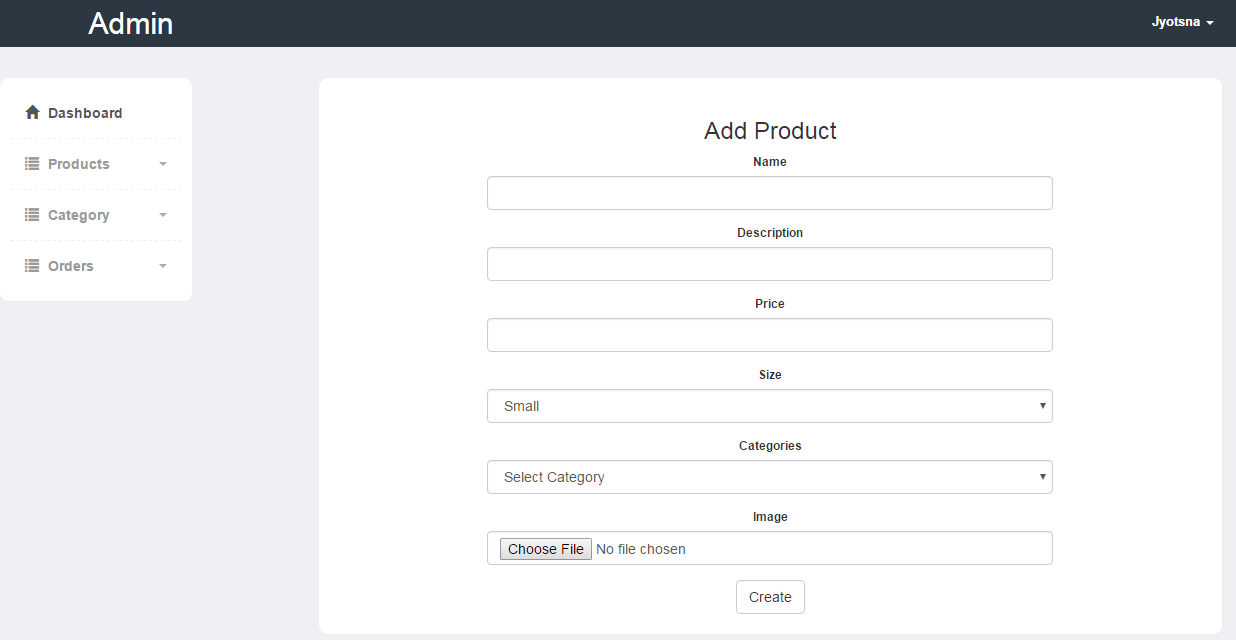 Admin
Jyotsna
Dashboard
Products
Category
Orders
Add Product
Name
Description
Price
Size
Small
Categories
Select Category
Image
Choose File No file chosen
Create